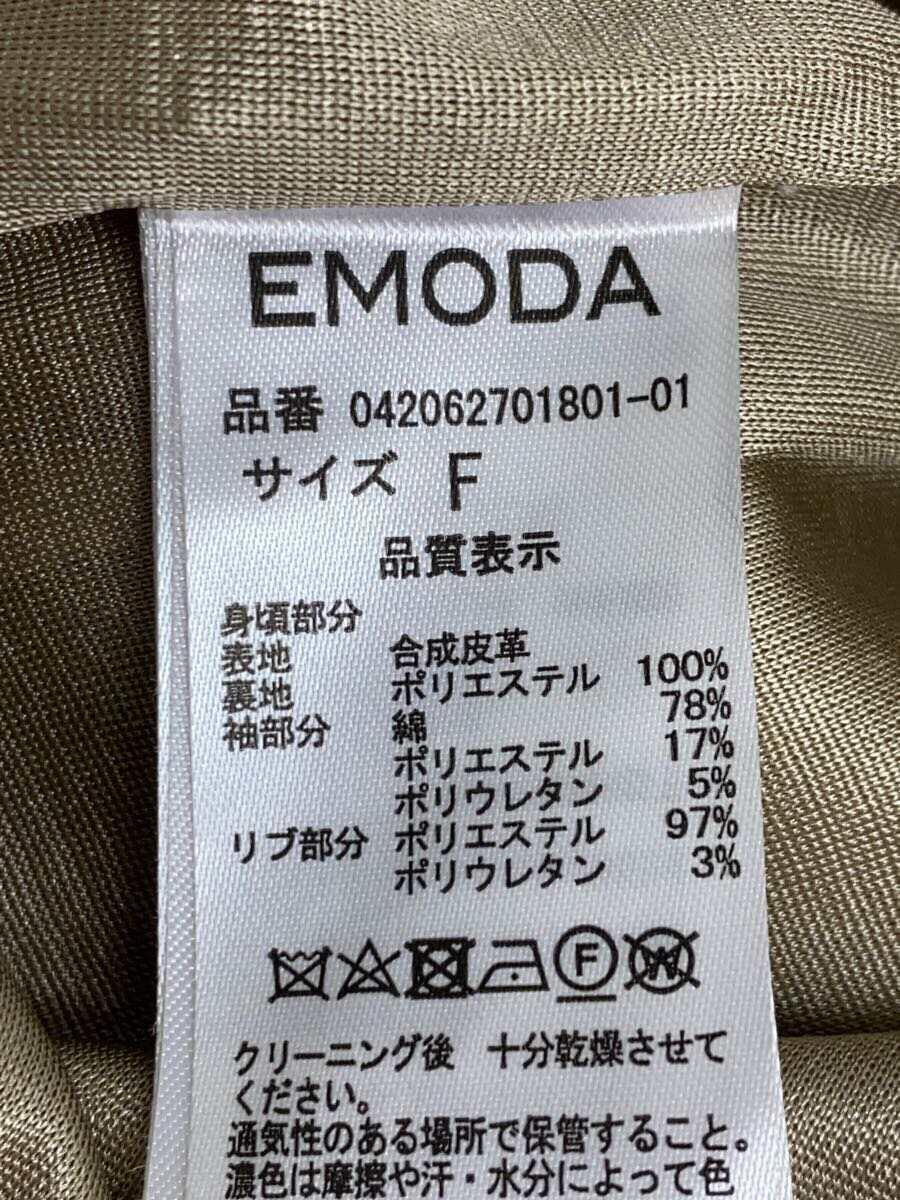 EMODA
品番 042062701801-01
サイズ F
品質表示
身頃部分
表地 合成皮革
裏地 ポリエステル 100%
袖部分 綿 78%
ポリエステル 17%
ポリウレタン 5%
リブ部分 ポリエステル 97%
ポリウレタン 3%
F W
クリーニング後 十分乾燥させて
ください。
通気性のある場所で保管すること。
濃色は摩擦や汗・水分によって色